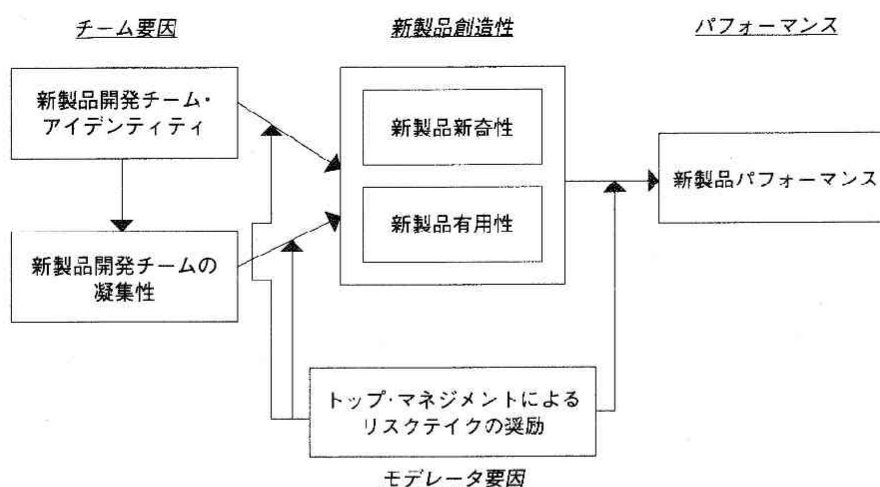 チーム要因
新製品創造性
パフォーマンス
新製品開発チーム・
アイデンティティ
新製品新奇性
新製品パフォーマンス
新製品有用性
新製品開発チームの
凝集性
トップ・マネジメントによる
リスクテイクの奨励
モデレータ要因